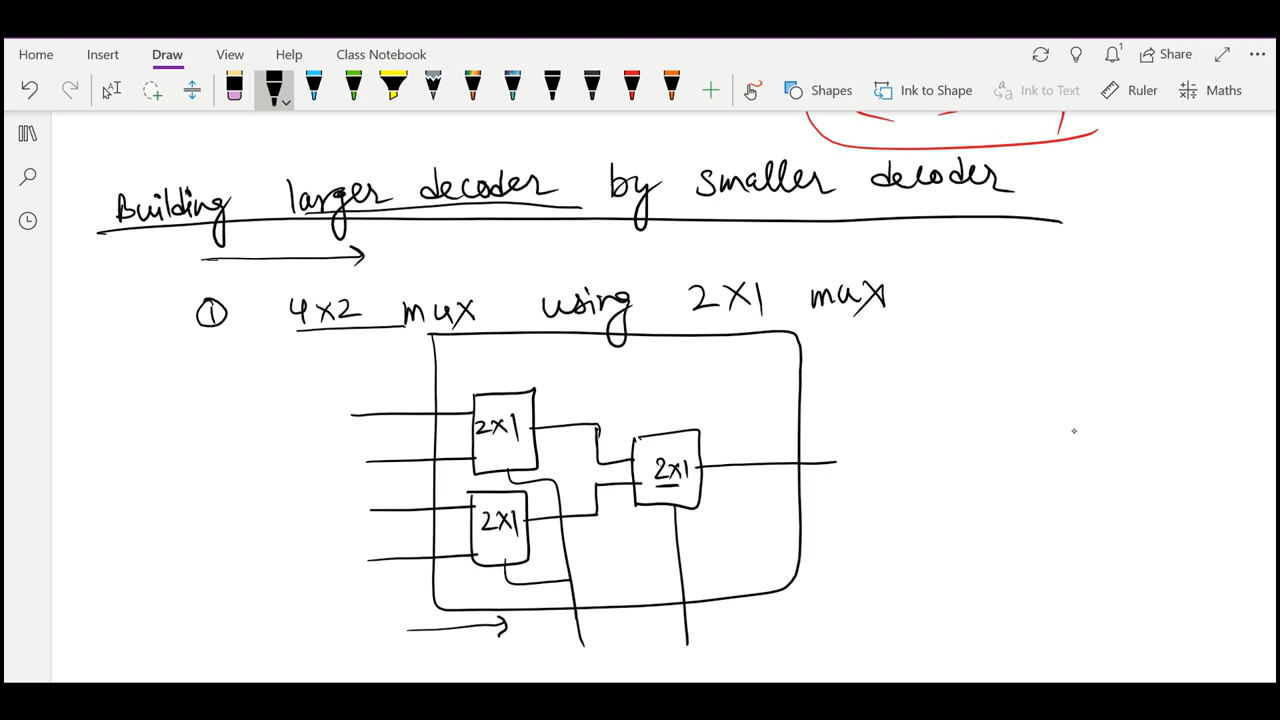 Home Insert Draw View Help Class Notebook 1 Share
Shapes Ink to Shape Ink to Text Ruler Maths
Building larger decoder by smaller decoder
① 4x2 mux using 2X1 mux
2x1
2x1
2x1